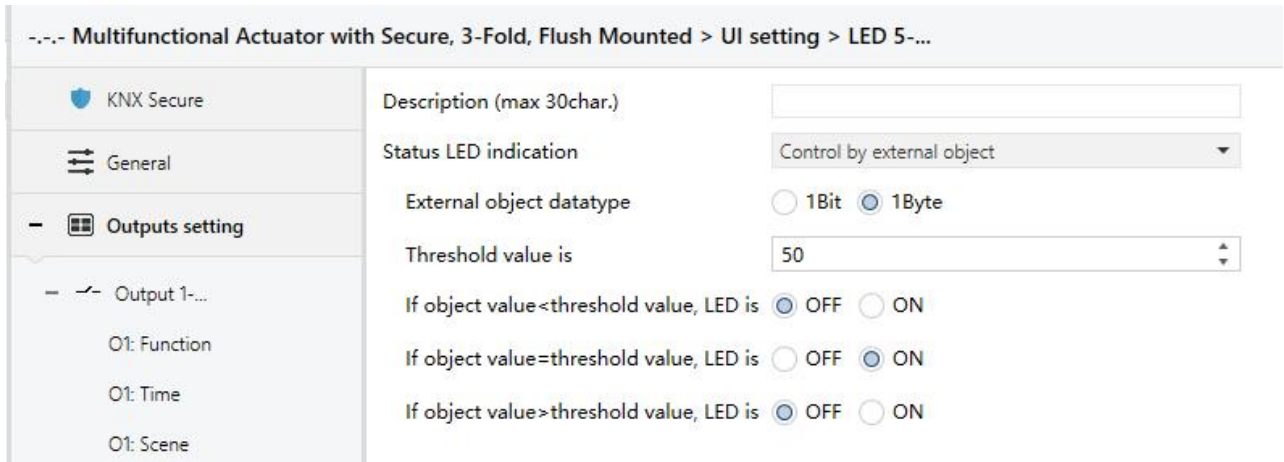 -.-.- Multifunctional Actuator with Secure, 3-Fold, Flush Mounted > UI setting > LED 5-...
KNX Secure
General
Outputs setting
Output 1-...
O1: Function
O1: Time
O1: Scene
Description (max 30char.)
Status LED indication Control by external object
External object datatype 1Bit 1Byte
Threshold value is 50
If object value<threshold value, LED is OFF ON
If object value=threshold value, LED is OFF ON
If object value>threshold value, LED is OFF ON